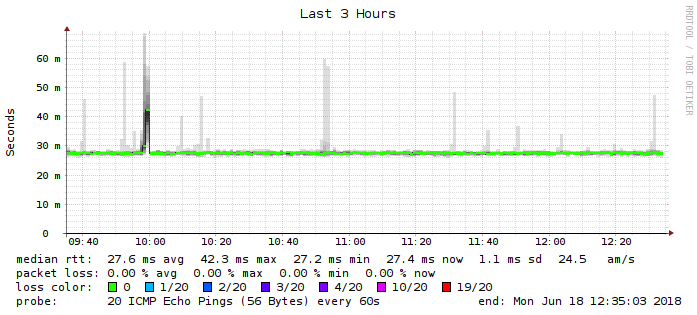 Last 3 Hours
RRDTOOL / TOBI OETIKER
Seconds
60 m
50 m
40 m
30 m
20 m
10 m
0
09:40 10:00 10:20 10:40 11:00 11:20 11:40 12:00 12:20
median rtt: 27.6 ms avg 42.3 ms max 27.2 ms min 27.4 ms now 1.1 ms sd 24.5 am/s
packet loss: 0.00 % avg 0.00 % max 0.00 % min 0.00 % now
loss color: 0 1/20 2/20 3/20 4/20 10/20 19/20
probe: 20 ICMP Echo Pings (56 Bytes) every 60s end: Mon Jun 18 12:35:03 2018